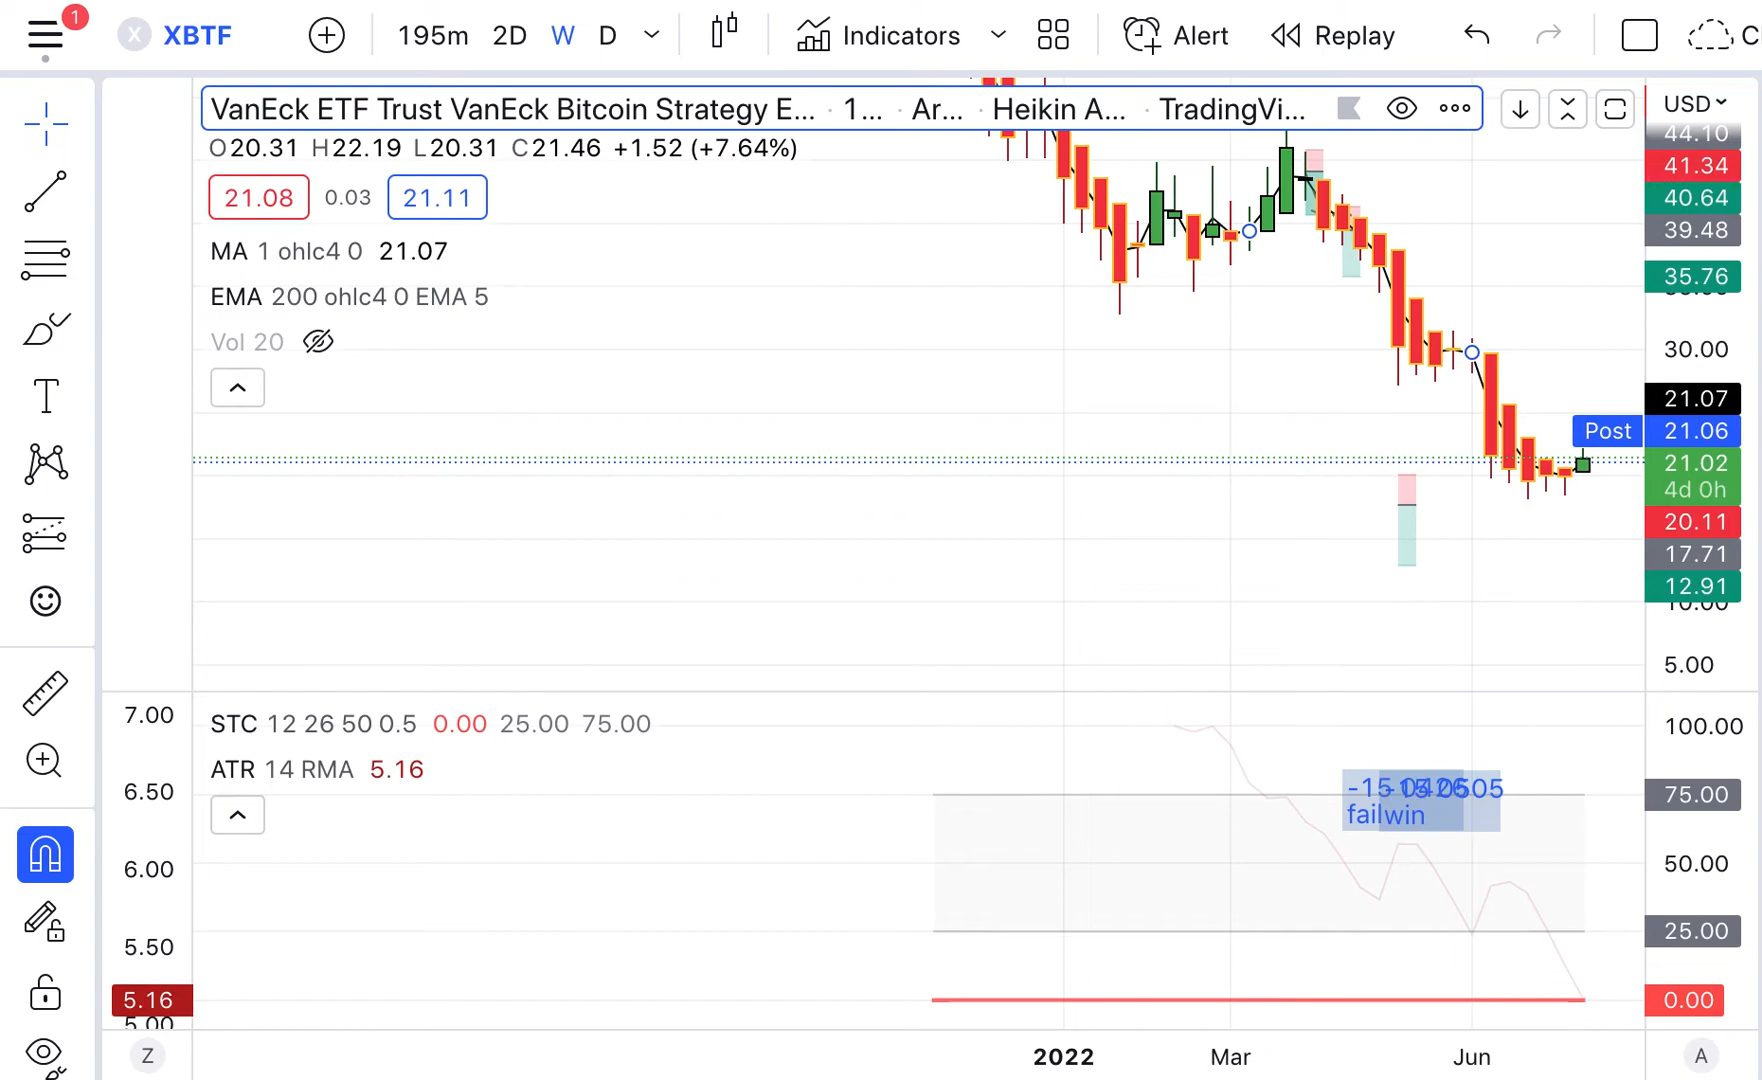 1
X XBTF
195m 2D W D
Indicators
Alert
Replay
C
VanEck ETF Trust VanEck Bitcoin Strategy E... · 1... · Ar... · Heikin A... · TradingVi...
USD
O20.31 H22.19 L20.31 C21.46 +1.52 (+7.64%)
21.08 0.03 21.11
MA 1 ohlc4 0 21.07
EMA 200 ohlc4 0 EMA 5
Vol 20
44.10
41.34
40.64
39.48
35.76
30.00
21.07
Post 21.06
21.02
4d 0h
20.11
17.71
12.91
10.00
5.00
STC 12 26 50 0.5 0.00 25.00 75.00
ATR 14 RMA 5.16
7.00
6.50
6.00
5.50
5.16
5.00
100.00
75.00
50.00
25.00
0.00
failwin
Z
2022 Mar Jun
A